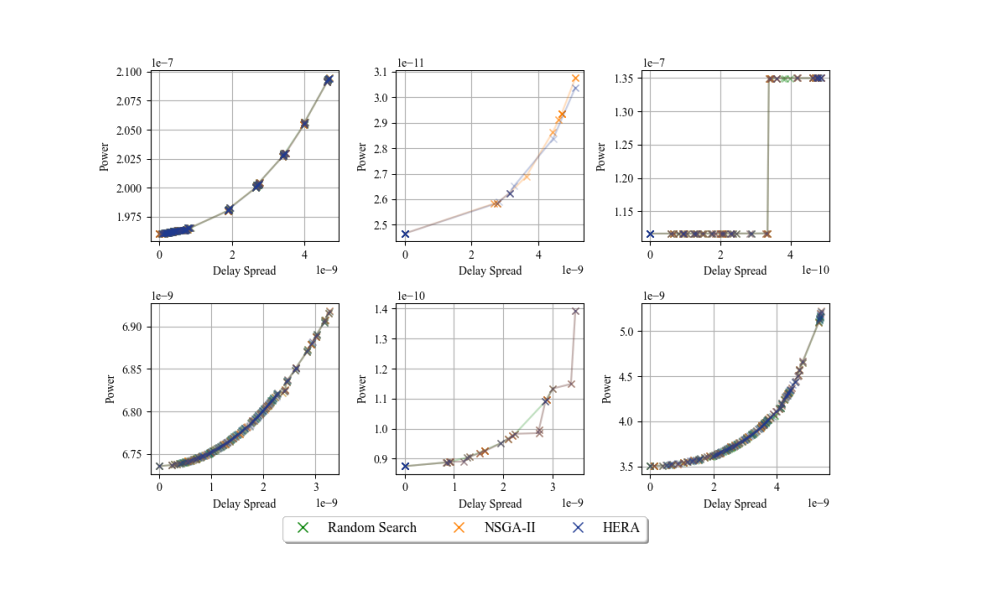 1e−7 1e−11 1e−7
2.100 3.1 1.35
2.075 3.0 1.30
2.050 2.9 1.25
2.025 2.8 1.20
2.000 2.7 1.15
1.975 2.6
2.5
Power Power Power
0 2 4 0 2 4 0 2 4
1e−9 1e−9 1e−10
Delay Spread Delay Spread Delay Spread
1e−9 1e−10 1e−9
6.90 1.4 5.0
6.85 1.3 4.5
6.80 1.2 4.0
6.75 1.1 3.5
1.0
0.9
Power Power Power
0 1 2 3 0 1 2 3 0 2 4
1e−9 1e−9 1e−9
Delay Spread Delay Spread Delay Spread
Random Search NSGA-II HERA